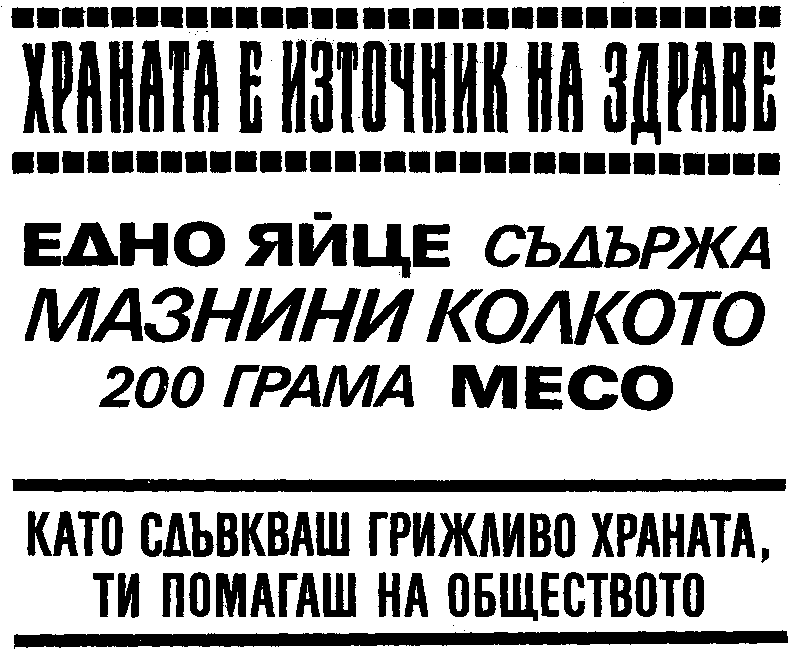 ХРАНАТА Е ИЗТОЧНИК НА ЗДРАВЕ
ЕДНО ЯЙЦЕ СЪДЪРЖА
МАЗНИНИ КОЛКОТО
200 ГРАМА МЕСО
КАТО СДЪВКВАШ ГРИЖЛИВО ХРАНАТА,
ТИ ПОМАГАШ НА ОБЩЕСТВОТО